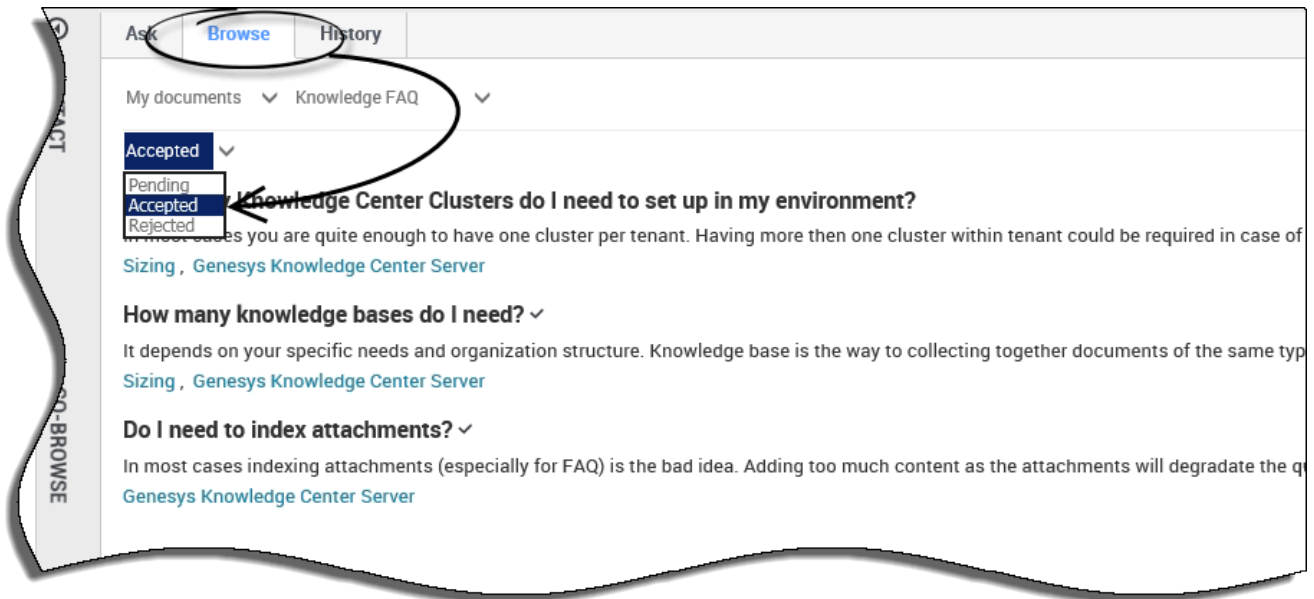 Ask Browse History
TACT
My documents Knowledge FAQ
Accepted
Pending
Accepted
Rejected
Knowledge Center Clusters do I need to set up in my environment?
you are quite enough to have one cluster per tenant. Having more then one cluster within tenant could be required in case of
Sizing , Genesys Knowledge Center Server
How many knowledge bases do I need?
It depends on your specific needs and organization structure. Knowledge base is the way to collecting together documents of the same typ
Sizing , Genesys Knowledge Center Server
CO-BROWSE
Do I need to index attachments?
In most cases indexing attachments (especially for FAQ) is the bad idea. Adding too much content as the attachments will degradate the q
Genesys Knowledge Center Server